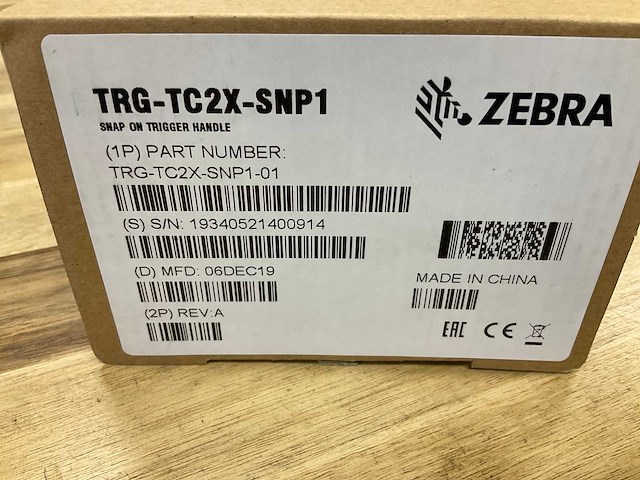 TRG-TC2X-SNP1
SNAP ON TRIGGER HANDLE
ZEBRA
(1P) PART NUMBER:
TRG-TC2X-SNP1-01
(S) S/N: 19340521400914
(D) MFD: 06DEC19
MADE IN CHINA
(2P) REV:A
EAC CE